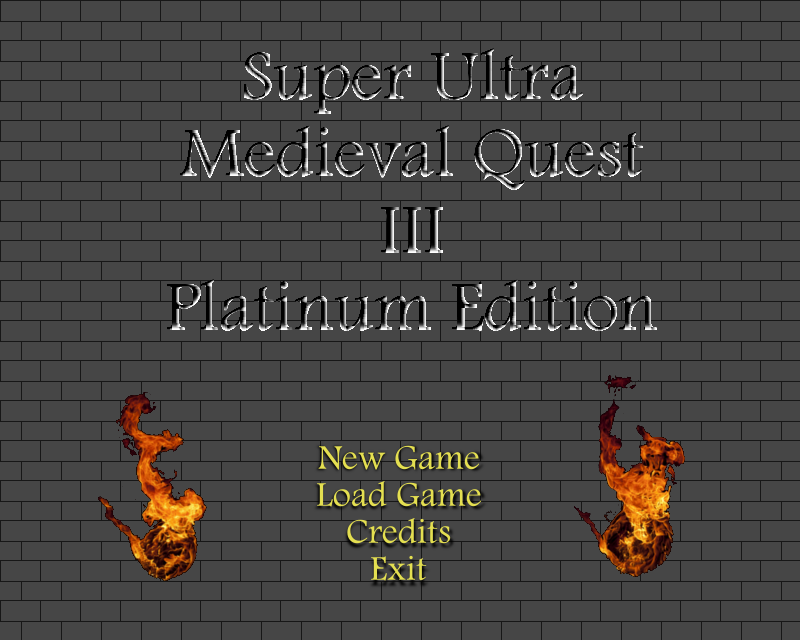 Super Ultra
Medieval Quest
III
Platinum Edition
New Game
Load Game
Credits
Exit